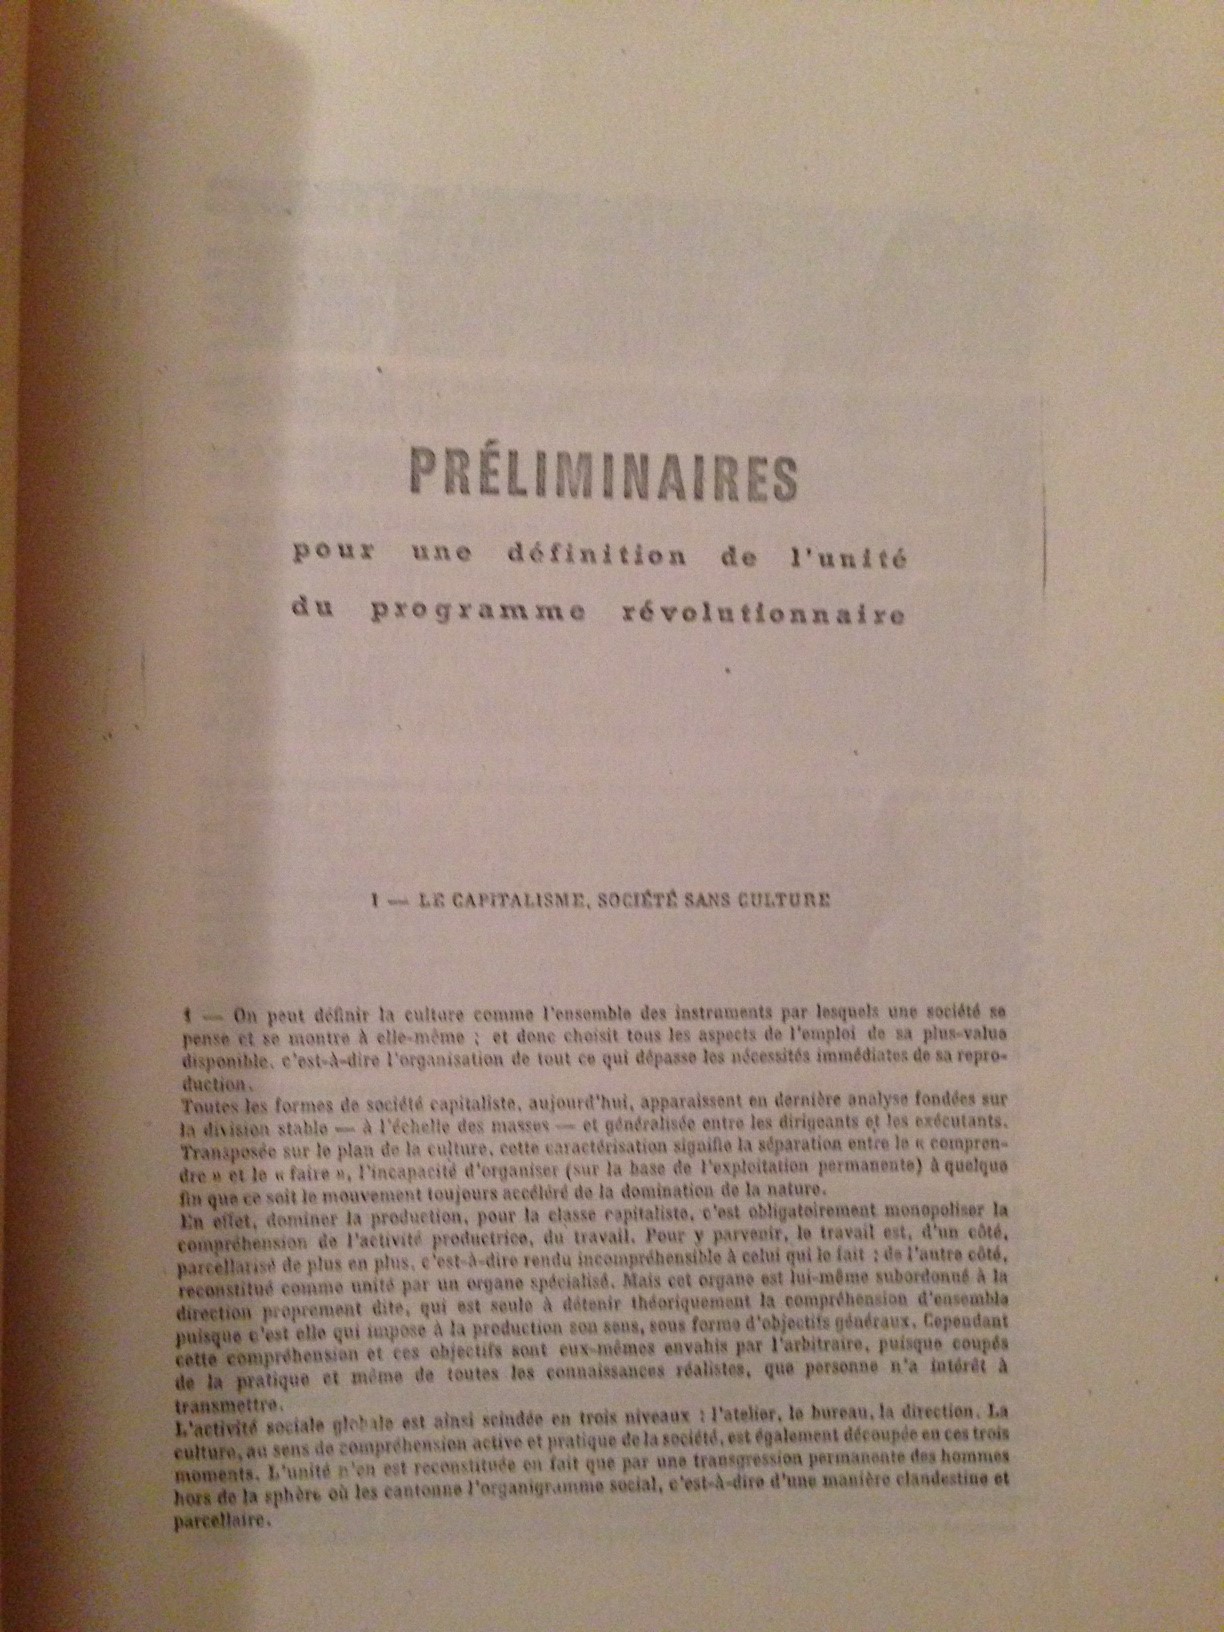 PRÉLIMINAIRES
pour une définition de l'unité
du programme révolutionnaire
I — LE CAPITALISME, SOCIÉTÉ SANS CULTURE
1 — On peut définir la culture comme l'ensemble des instruments par lesquels une société se
pense et se montre à elle-même ; et donc choisit tous les aspects de l'emploi de sa plus-value
disponible, c'est-à-dire l'organisation de tout ce qui dépasse les nécessités immédiates de sa repro-
duction.
Toutes les formes de société capitaliste, aujourd'hui, apparaissent en dernière analyse fondées sur
la division stable — à l'échelle des masses — et généralisée entre les dirigeants et les exécutants.
Transposée sur le plan de la culture, cette caractérisation signifie la séparation entre le « compren-
dre » et le « faire », l'incapacité d'organiser (sur la base de l'exploitation permanente) à quelque
fin que ce soit le mouvement toujours accéléré de la domination de la nature.
En effet, dominer la production, pour la classe capitaliste, c'est obligatoirement monopoliser la
compréhension de l'activité productrice, du travail. Pour y parvenir, le travail est, d'un côté,
parcellarisé de plus en plus, c'est-à-dire rendu incompréhensible à celui qui le fait ; de l'autre côté,
reconstitué comme unité par un organe spécialisé. Mais cet organe est lui-même subordonné à la
direction proprement dite, qui est seule à détenir théoriquement la compréhension d'ensemble
puisque c'est elle qui impose à la production son sens, sous forme d'objectifs généraux. Cependant
cette compréhension et ces objectifs sont eux-mêmes envahis par l'arbitraire, puisque coupés
de la pratique et même de toutes les connaissances réalistes, que personne n'a intérêt à
transmettre.
L'activité sociale globale est ainsi scindée en trois niveaux : l'atelier, le bureau, la direction. La
culture, au sens de compréhension active et pratique de la société, est également découpée en ces trois
moments. L'unité n'en est reconstituée en fait que par une transgression permanente des hommes
hors de la sphère où les cantonne l'organigramme social, c'est-à-dire d'une manière clandestine et
parcellaire.